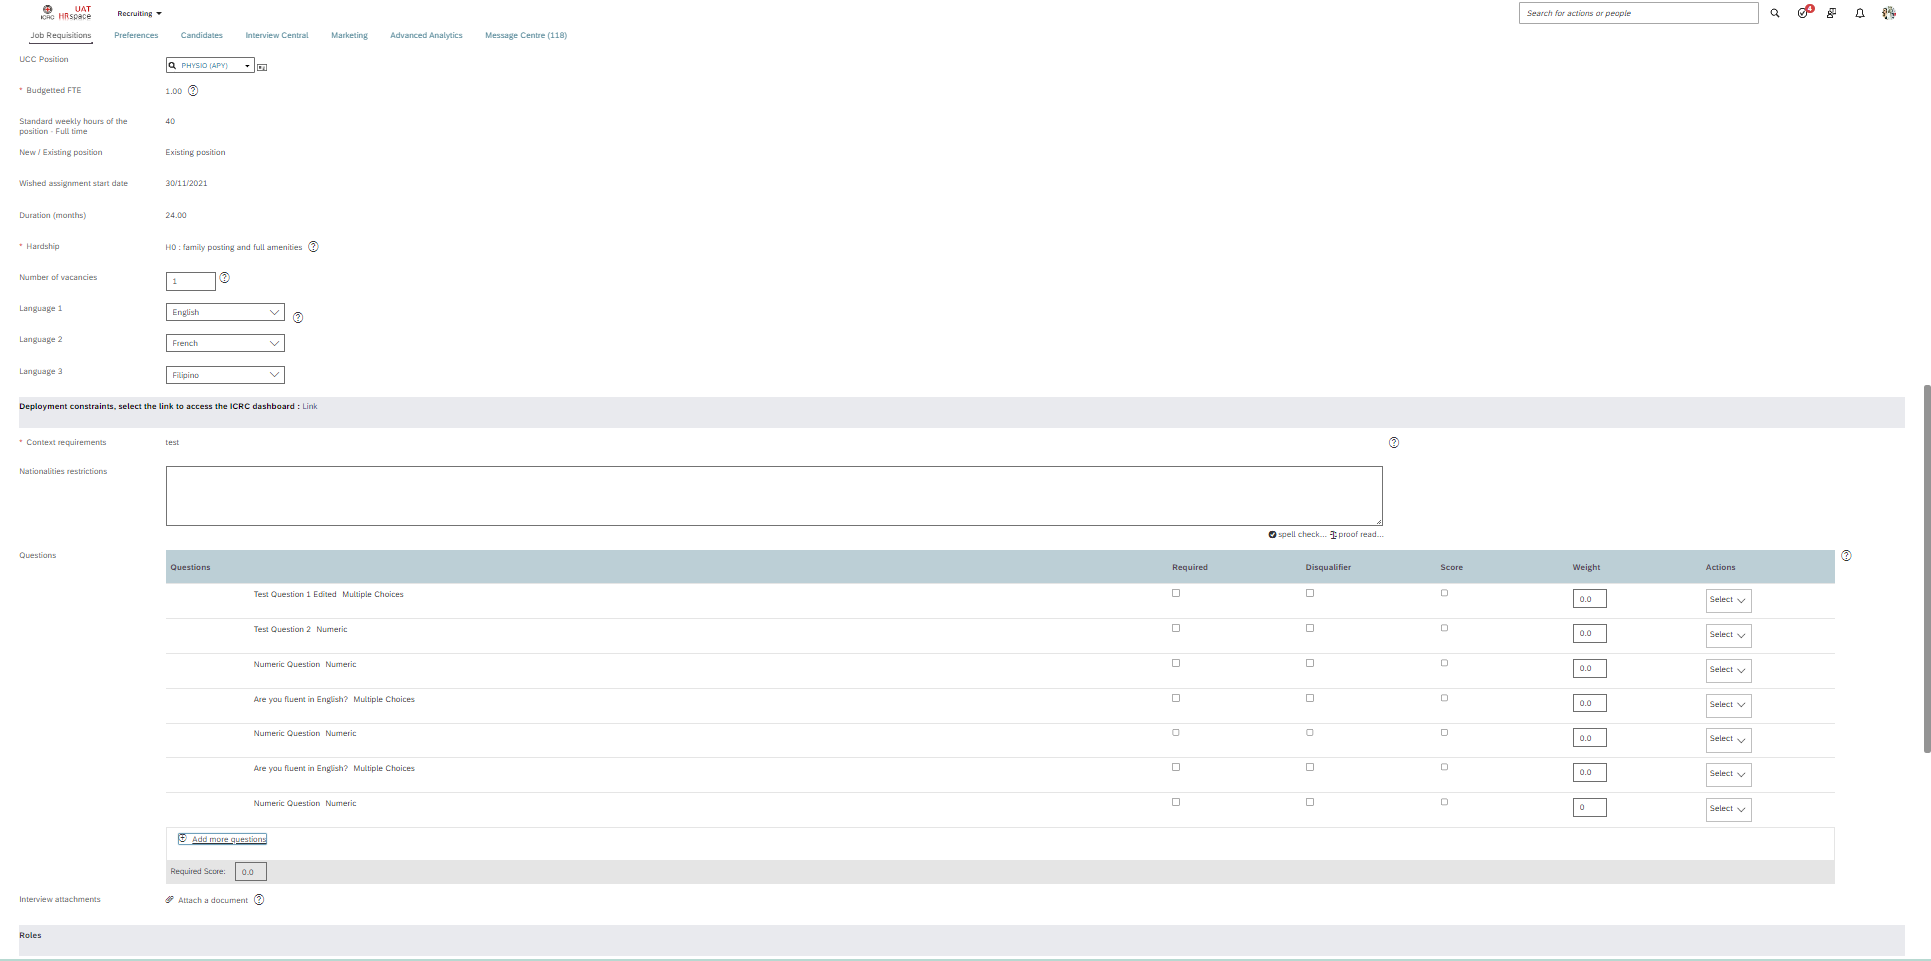 ICRC
UAT
HRspace
Recruiting
Search for actions or people
4
Job Requisitions
Preferences
Candidates
Interview Central
Marketing
Advanced Analytics
Message Centre (118)
UCC Position
PHYSIO (APY)
* Budgetted FTE
1.00
Standard weekly hours of the
position - Full time
40
New / Existing position
Existing position
Wished assignment start date
30/11/2021
Duration (months)
24.00
* Hardship
H0 : family posting and full amenities
Number of vacancies
1
Language 1
English
Language 2
French
Language 3
Filipino
Deployment constraints, select the link to access the ICRC dashboard : Link
* Context requirements
test
Nationalities restrictions
spell check... proof read...
Questions
Questions Required Disqualifier Score Weight Actions
Test Question 1 Edited Multiple Choices 0.0 Select
Test Question 2 Numeric 0.0 Select
Numeric Question Numeric 0.0 Select
Are you fluent in English? Multiple Choices 0.0 Select
Numeric Question Numeric 0.0 Select
Are you fluent in English? Multiple Choices 0.0 Select
Numeric Question Numeric 0 Select
Add more questions
Required Score: 0.0
Interview attachments
Attach a document
Roles